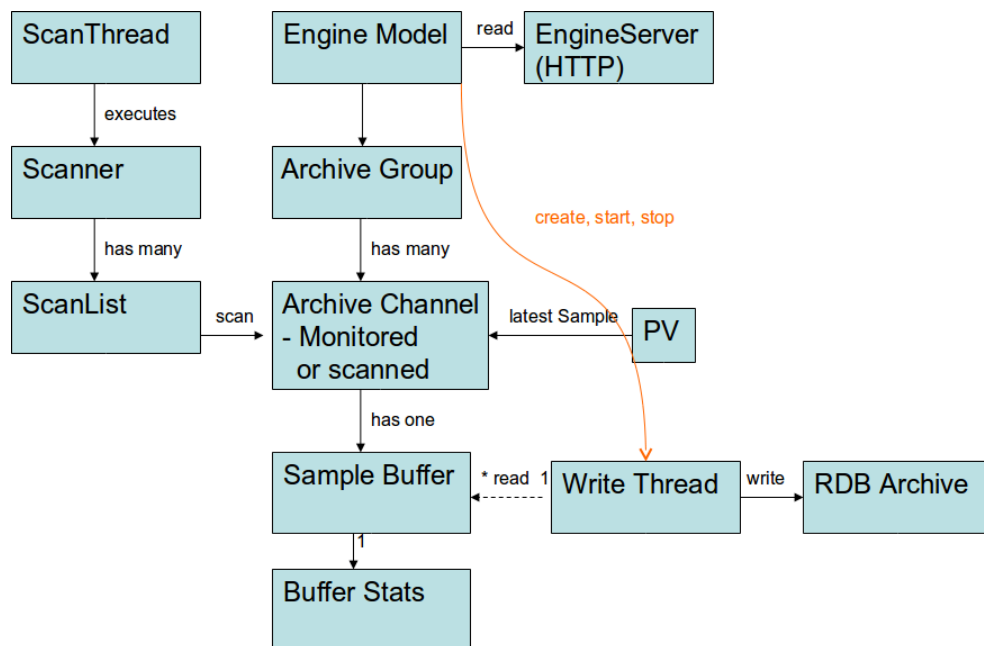 ScanThread
Engine Model
read
EngineServer
(HTTP)
executes
Scanner
Archive Group
create, start, stop
has many
has many
ScanList
scan
Archive Channel
- Monitored
or scanned
latest Sample
PV
has one
Sample Buffer
* read 1
Write Thread
write
RDB Archive
1
Buffer Stats